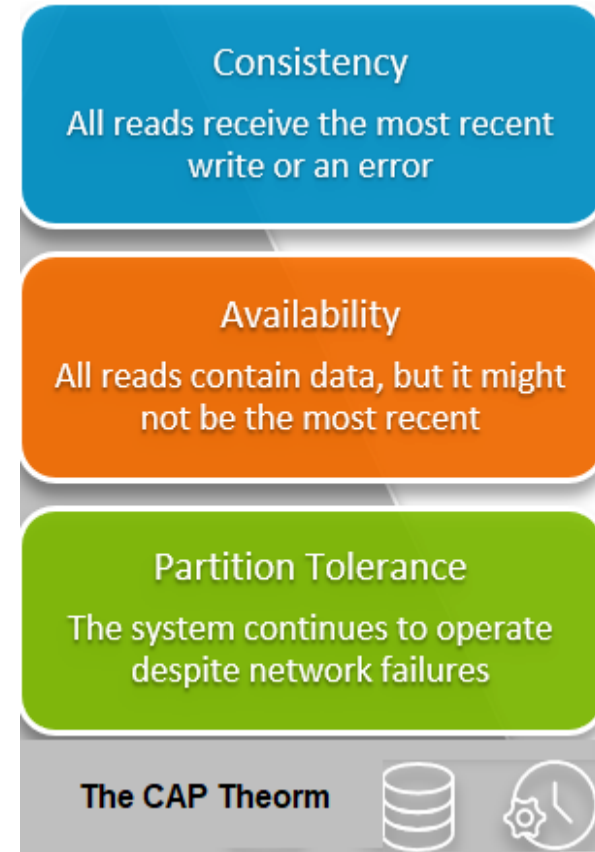 Consistency
All reads receive the most recent
write or an error
Availability
All reads contain data, but it might
not be the most recent
Partition Tolerance
The system continues to operate
despite network failures
The CAP Theorm